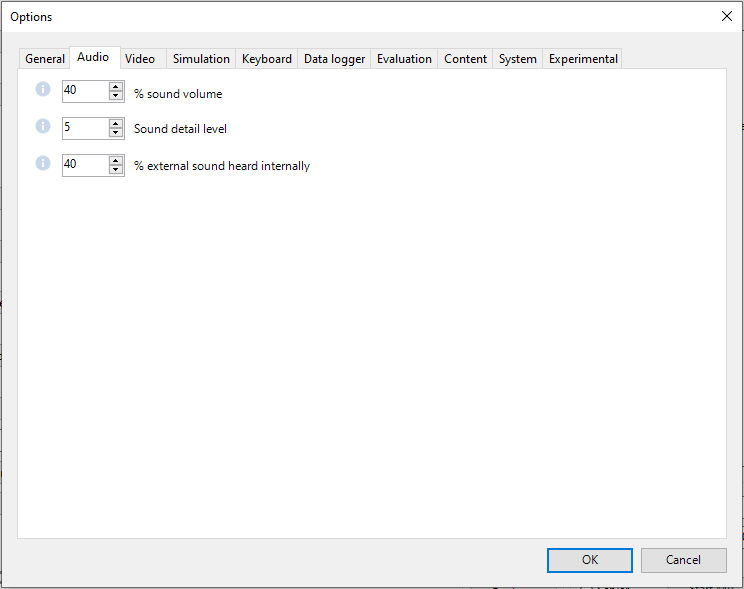 Options
General Audio Video Simulation Keyboard Data logger Evaluation Content System Experimental
40 % sound volume
5 Sound detail level
40 % external sound heard internally
OK Cancel